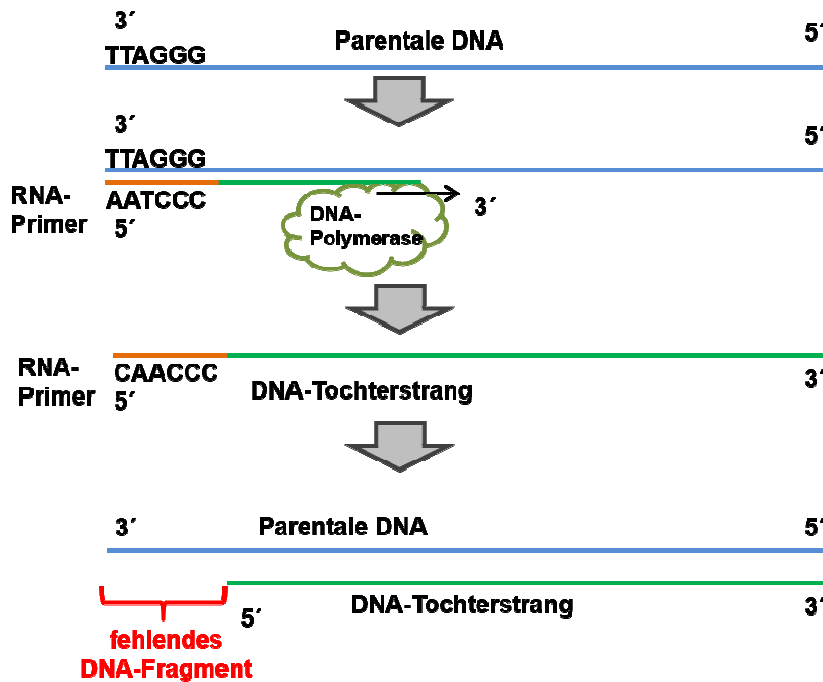 3´
Parentale DNA
5´
TTAGGG
3´
5´
TTAGGG
RNA-
Primer
AATCCC
5´
DNA-
Polymerase
3´
RNA-
Primer
CAACCC
5´
DNA-Tochterstrang
3´
3´
Parentale DNA
5´
5´
DNA-Tochterstrang
3´
fehlendes
DNA-Fragment